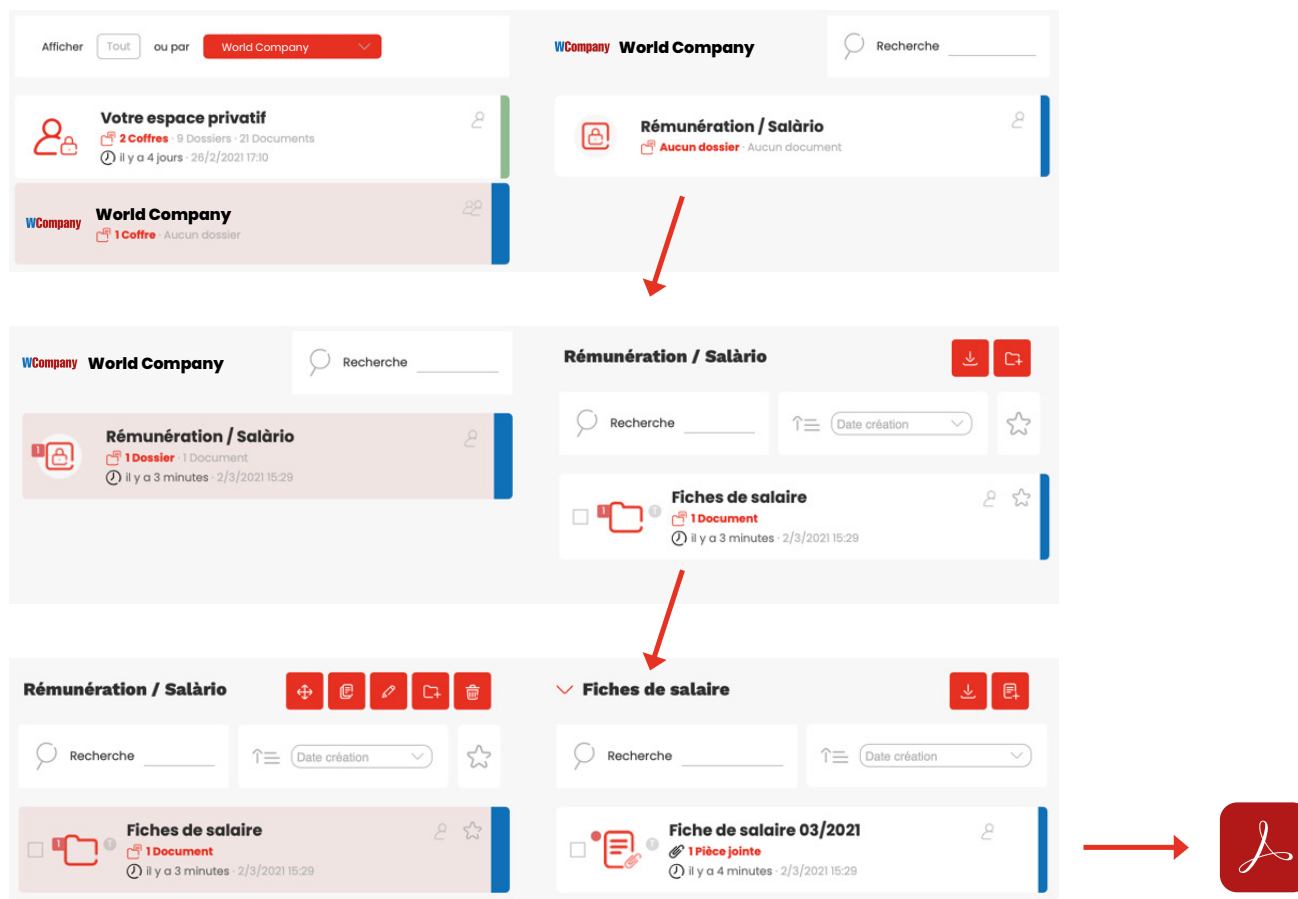 Afficher Tout ou par World Company
Votre espace privatif
2 Coffres · 9 Dossiers · 21 Documents
il y a 4 jours · 26/2/2021 17:10
WCompany World Company
1 Coffre · Aucun dossier
WCompany World Company
Recherche
Rémunération / Salàrio
Aucun dossier · Aucun document
WCompany World Company
Recherche
1
Rémunération / Salàrio
1 Dossier · 1 Document
il y a 3 minutes · 2/3/2021 15:29
Rémunération / Salàrio
Recherche
Date création
1
Fiches de salaire
1 Document
il y a 3 minutes · 2/3/2021 15:29
Rémunération / Salàrio
Recherche
Date création
1
Fiches de salaire
1 Document
il y a 3 minutes · 2/3/2021 15:29
Fiches de salaire
Recherche
Date création
Fiche de salaire 03/2021
1 Pièce jointe
il y a 4 minutes · 2/3/2021 15:29